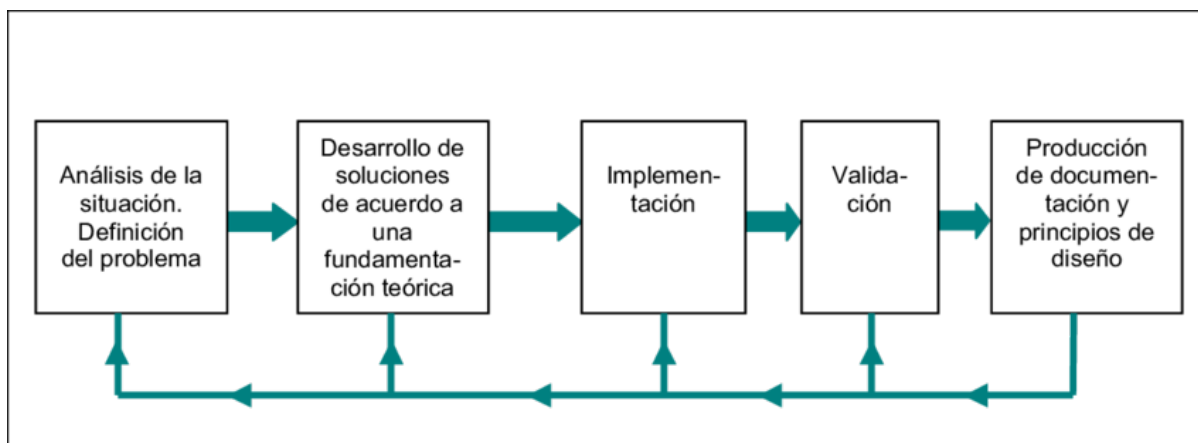 Análisis de la
situación.
Definición
del problema
Desarrollo de
soluciones
de acuerdo a
una
fundamenta-
ción teórica
Implemen-
tación
Valida-
ción
Producción
de documen-
tación y
principios de
diseño